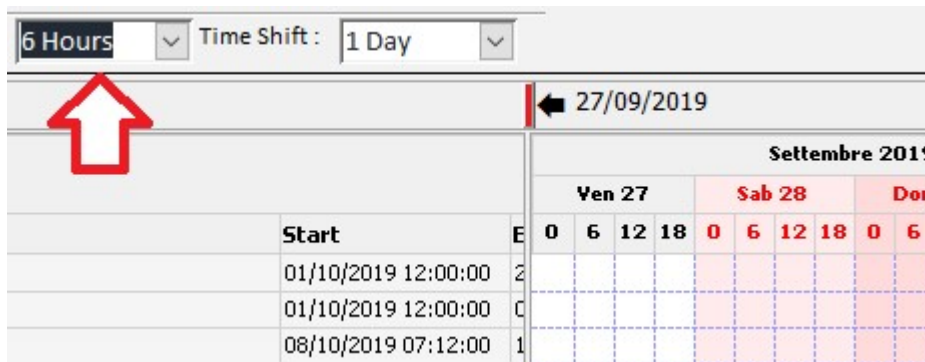 6 Hours Time Shift : 1 Day
27/09/2019
Settembre 2019
Ven 27 Sab 28
Start 0 6 12 18 0 6 12 18 0 6
01/10/2019 12:00:00
01/10/2019 12:00:00
08/10/2019 07:12:00